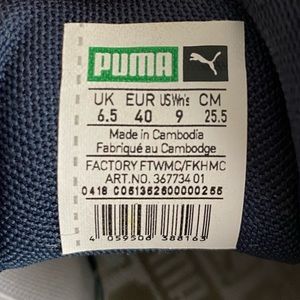 PUMA
UK EUR US Wn's CM
6.5 40 9 25.5
Made in Cambodia
Fabriqué au Cambodge
FACTORY FTWMC/FKHMC
ART.NO. 367734 01
0418 C051352600000255
4 059506 388163